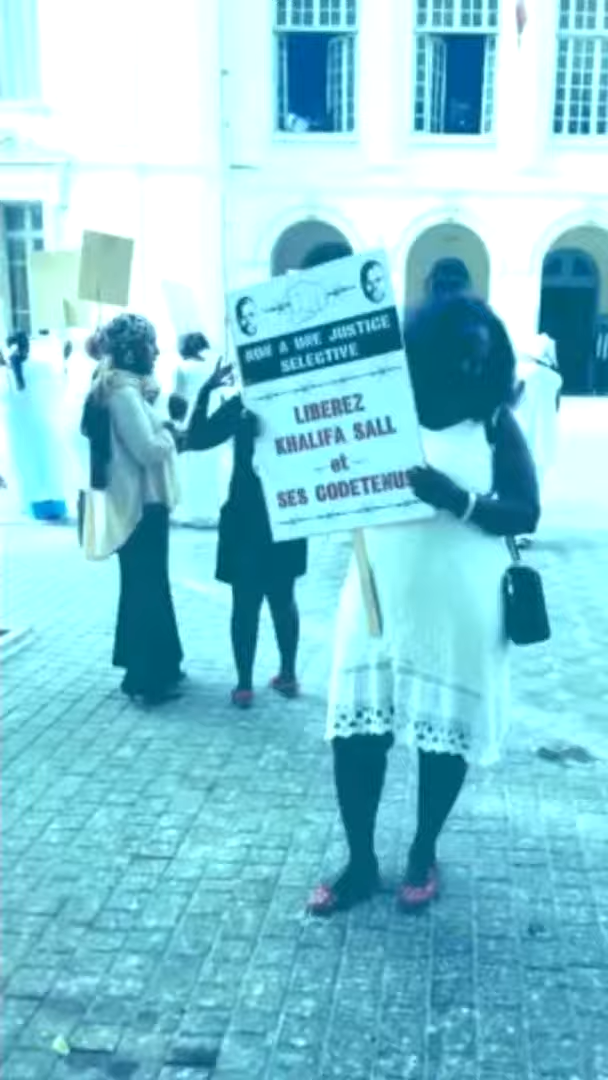 NON A UNE JUSTICE
SELECTIVE
LIBEREZ
KHALIFA SALL
et
SES CODETENUS